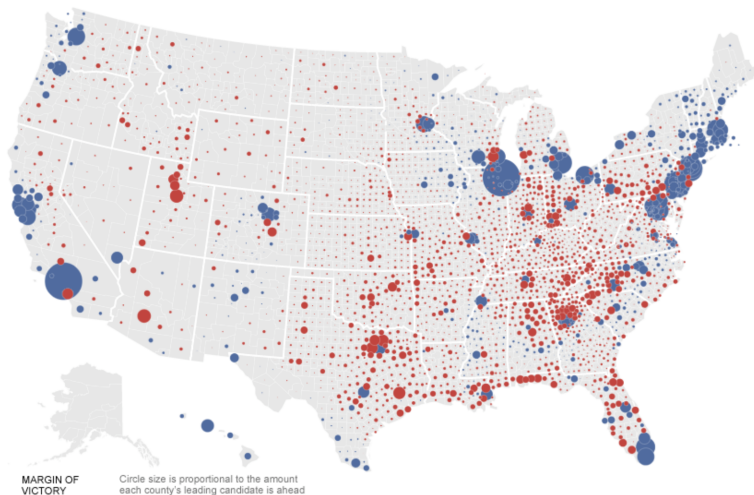 MARGIN OF
VICTORY
Circle size is proportional to the amount
each county's leading candidate is ahead